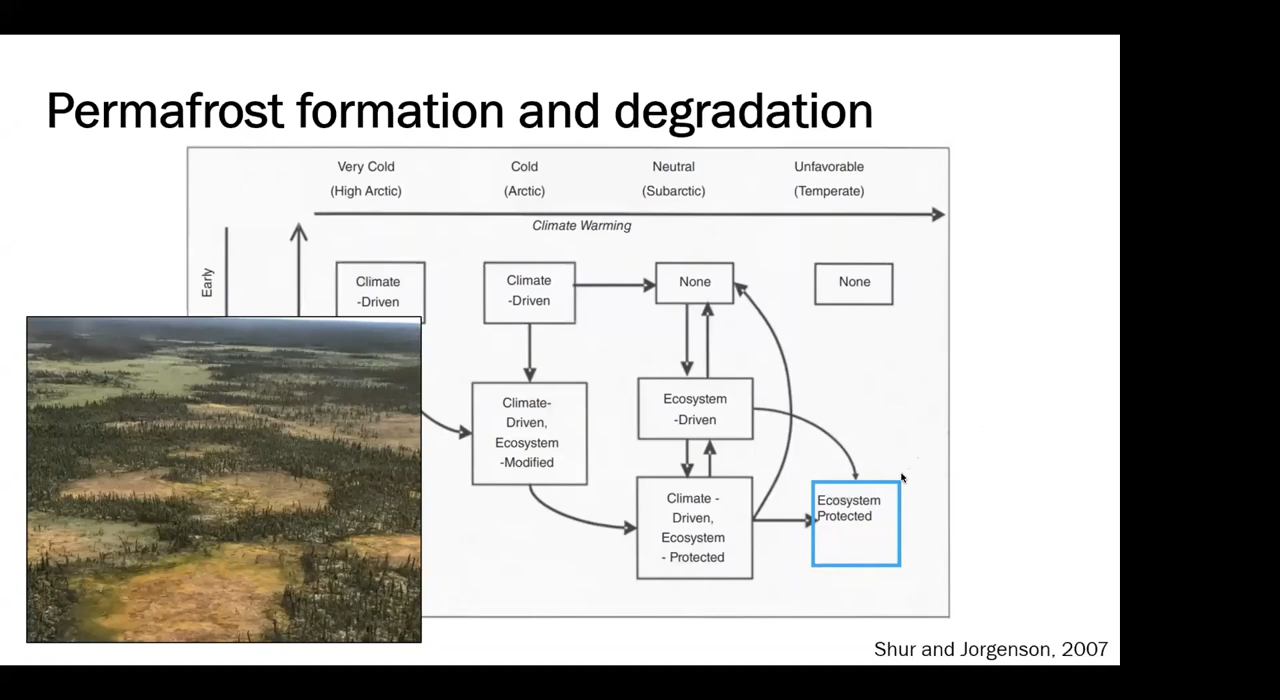 Permafrost formation and degradation
Very Cold
(High Arctic)
Cold
(Arctic)
Neutral
(Subarctic)
Unfavorable
(Temperate)
Climate Warming
Early
Climate
-Driven
Climate
-Driven
None
None
Climate-
Driven,
Ecosystem
-Modified
Ecosystem
-Driven
Climate -
Driven,
Ecosystem
- Protected
Ecosystem
Protected
Shur and Jorgenson, 2007